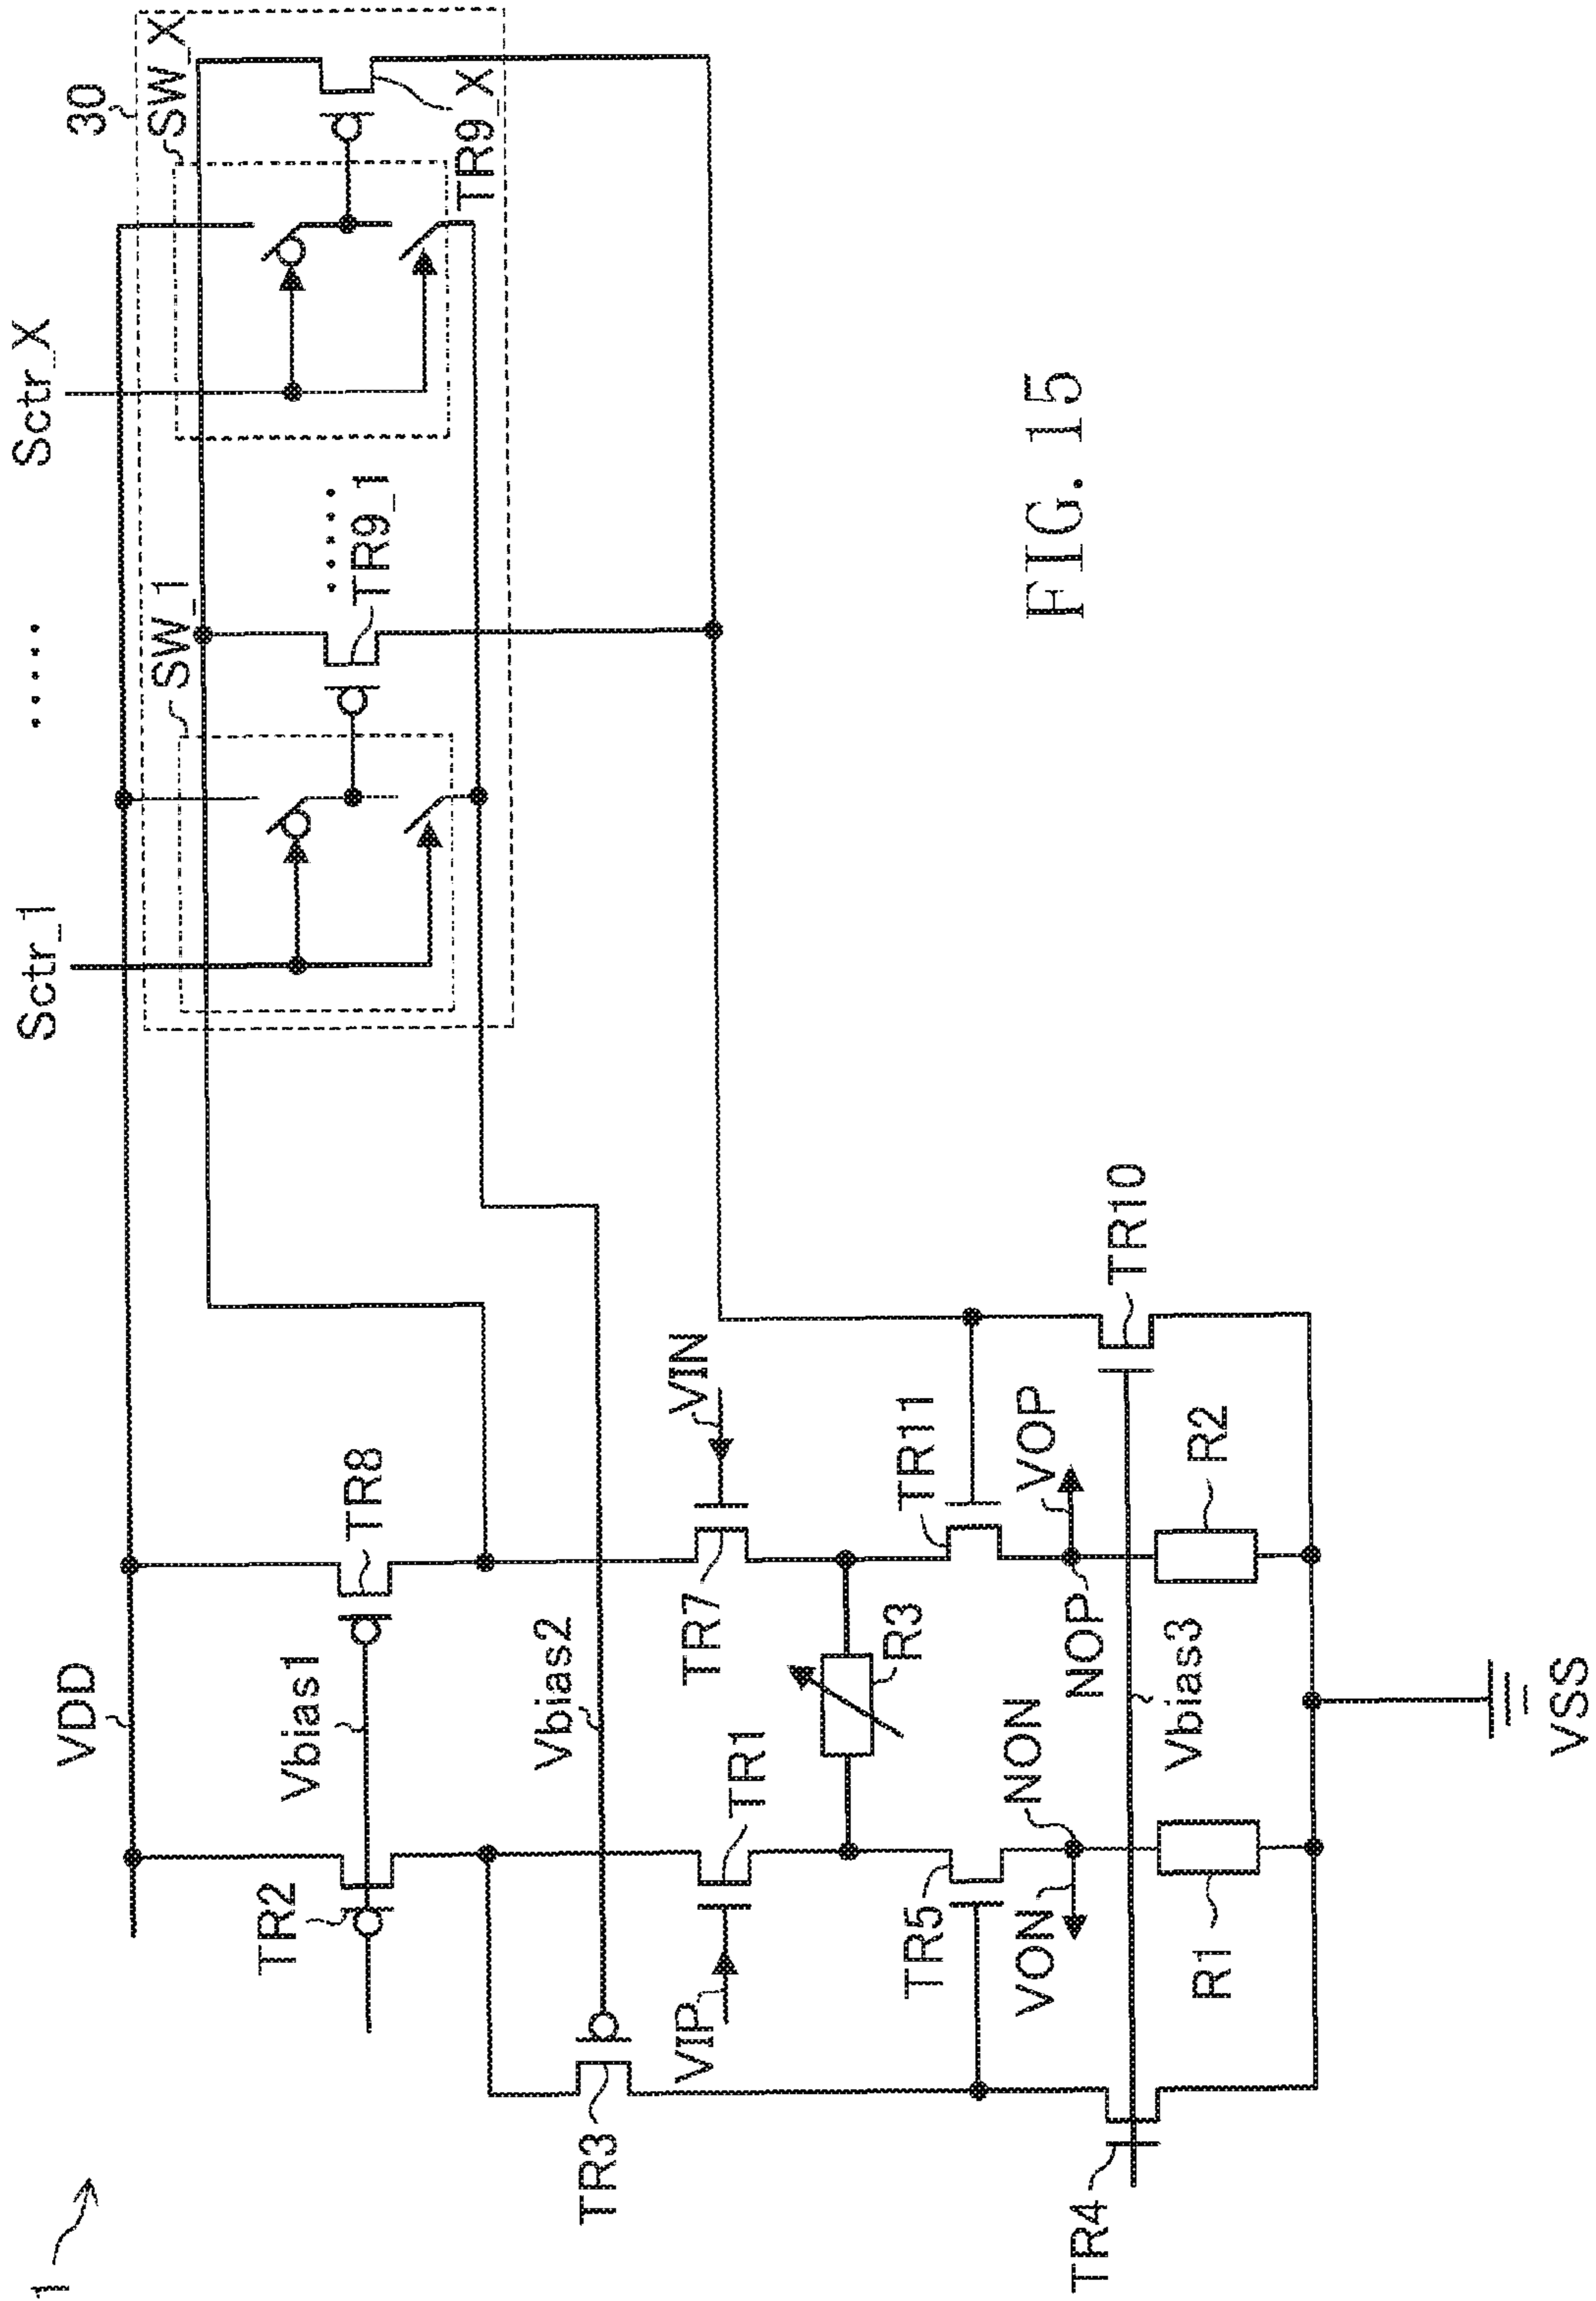 1
VDD
Sctr_1
.....
Sctr_X
30
SW_1
SW_X
TR2
Vbias1
TR8
TR9_1
.....
TR9_X
TR3
Vbias2
VIP
TR1
TR7
VIN
R3
TR5
TR11
VON
NON
NOP
VOP
TR4
Vbias3
TR10
R1
R2
VSS
FIG. 15